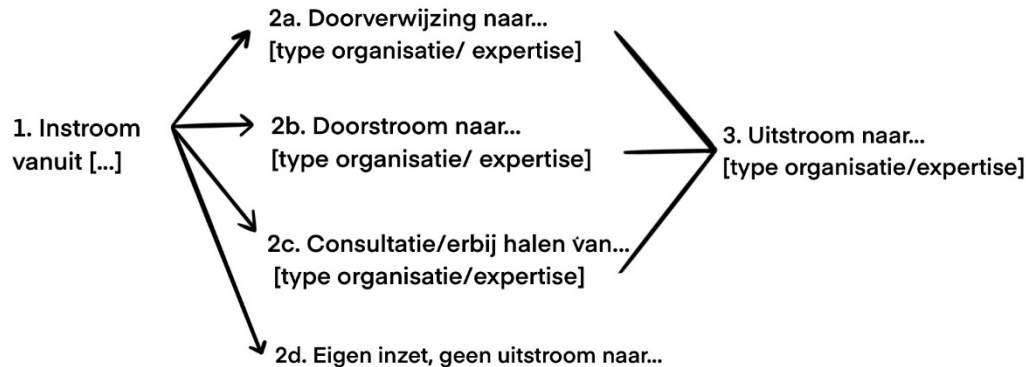 1. Instroom
vanuit [...]
2a. Doorverwijzing naar...
[type organisatie/ expertise]
2b. Doorstroom naar...
[type organisatie/ expertise]
2c. Consultatie/erbij halen van...
[type organisatie/expertise]
2d. Eigen inzet, geen uitstroom naar...
3. Uitstroom naar...
[type organisatie/expertise]